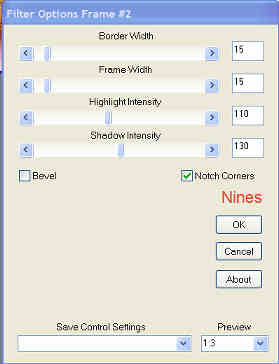 Filter Options Frame #2
Border Width
15
Frame Width
15
Highlight Intensity
110
Shadow Intensity
130
Bevel
Notch Corners
Nines
OK
Cancel
About
Save Control Settings
Preview
1:3